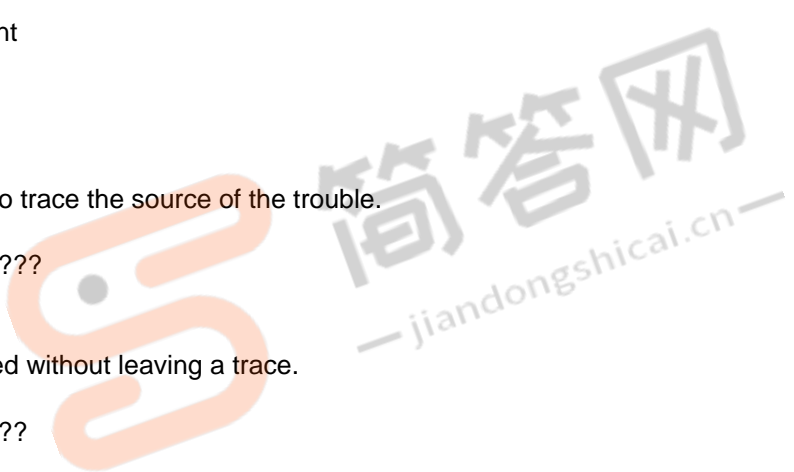 nt
o trace the source of the trouble.
???
ed without leaving a trace.
??
简答网
jiandongshicai.cn